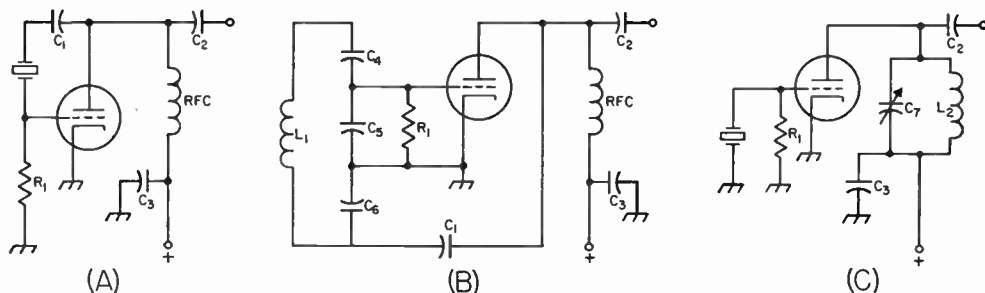 C1
C2
RFC
R1
C3
+
(A)
C4
L1
C5
R1
C6
C1
C2
RFC
C3
+
(B)
C2
C7
L2
R1
C3
+
(C)